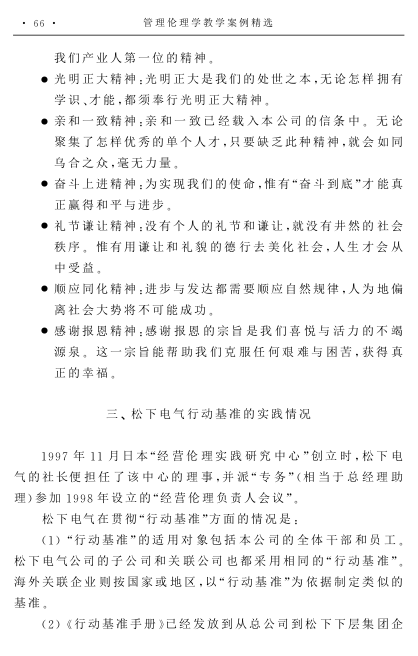 · 66 ·
管理伦理学教学案例精选
我们产业人第一位的精神。
● 光明正大精神:光明正大是我们的处世之本,无论怎样拥有
学识、才能,都须奉行光明正大精神。
● 亲和一致精神:亲和一致已经载入本公司的信条中。无论
聚集了怎样优秀的单个人才,只要缺乏此种精神,就会如同
乌合之众,毫无力量。
● 奋斗上进精神:为实现我们的使命,惟有“奋斗到底”才能真
正赢得和平与进步。
● 礼节谦让精神:没有个人的礼节和谦让,就没有井然的社会
秩序。惟有用谦让和礼貌的德行去美化社会,人生才会从
中受益。
● 顺应同化精神:进步与发达都需要顺应自然规律,人为地偏
离社会大势将不可能成功。
● 感谢报恩精神:感谢报恩的宗旨是我们喜悦与活力的不竭
源泉。这一宗旨能帮助我们克服任何艰难与困苦,获得真
正的幸福。
三、松下电气行动基准的实践情况
1997 年 11 月日本“经营伦理实践研究中心”创立时,松下电
气的社长便担任了该中心的理事,并派“专务”(相当于总经理助
理)参加 1998 年设立的“经营伦理负责人会议”。
松下电气在贯彻“行动基准”方面的情况是:
(1) “行动基准”的适用对象包括本公司的全体干部和员工。
松下电气公司的子公司和关联公司也都采用相同的“行动基准”。
海外关联企业则按国家或地区,以“行动基准”为依据制定类似的
基准。
(2)《行动基准手册》已经发放到从总公司到松下下层集团企